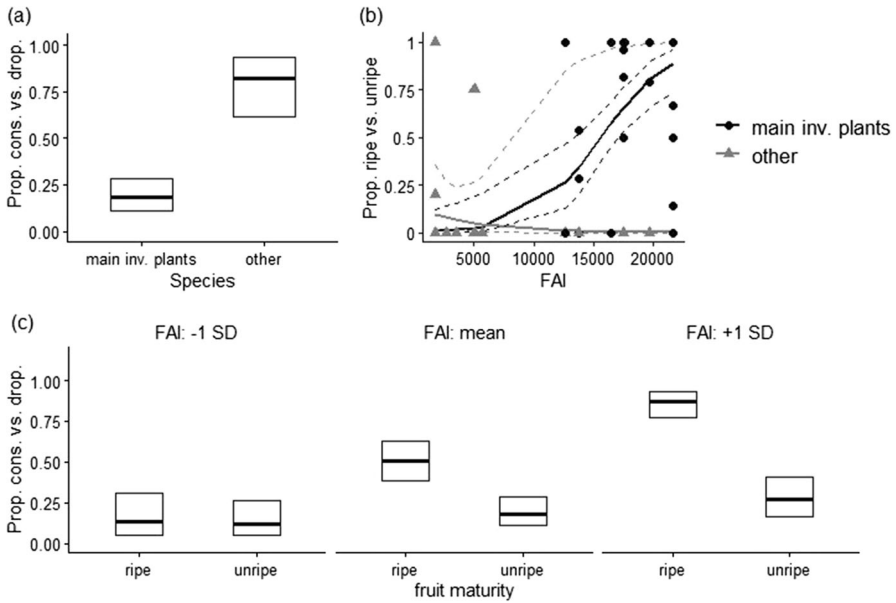 (a)
Prop. cons. vs. drop.
1.00
0.75
0.50
0.25
0.00
main inv. plants
other
Species
(b)
Prop. ripe vs. unripe
1
0.75
0.5
0.25
0
5000
10000
15000
20000
FAI
main inv. plants
other
(c)
FAI: -1 SD
FAI: mean
FAI: +1 SD
Prop. cons. vs. drop.
1.00
0.75
0.50
0.25
0.00
ripe
unripe
ripe
unripe
ripe
unripe
fruit maturity